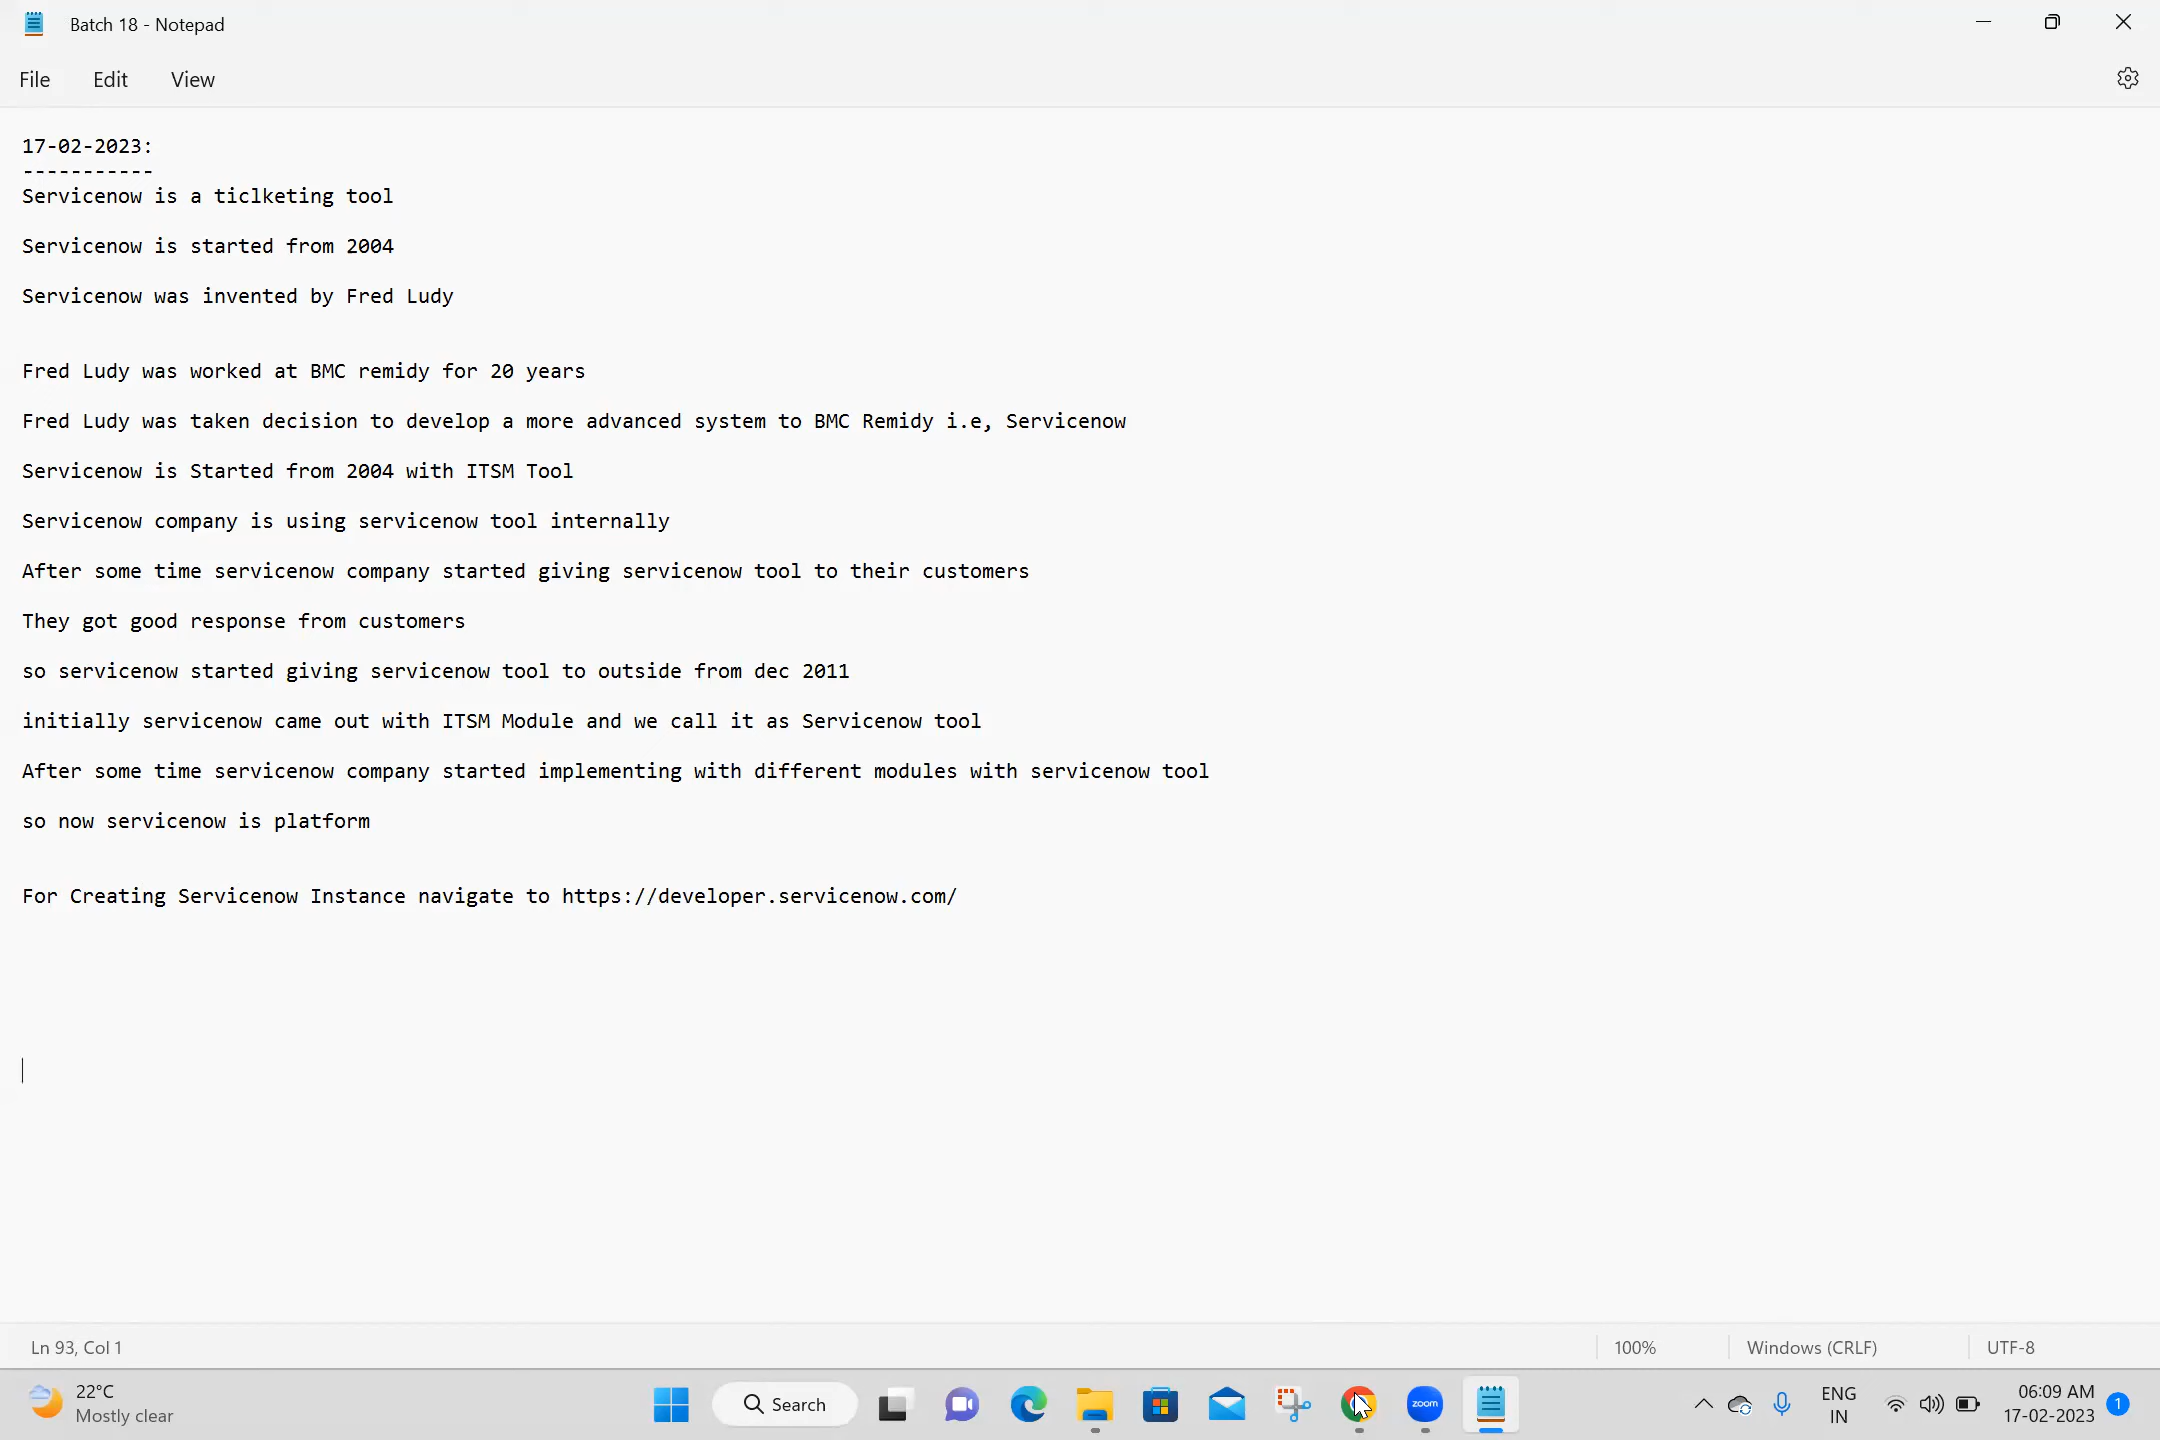 Batch 18 - Notepad
File Edit View
17-02-2023:
-----------
Servicenow is a ticlketing tool
Servicenow is started from 2004
Servicenow was invented by Fred Ludy
Fred Ludy was worked at BMC remidy for 20 years
Fred Ludy was taken decision to develop a more advanced system to BMC Remidy i.e, Servicenow
Servicenow is Started from 2004 with ITSM Tool
Servicenow company is using servicenow tool internally
After some time servicenow company started giving servicenow tool to their customers
They got good response from customers
so servicenow started giving servicenow tool to outside from dec 2011
initially servicenow came out with ITSM Module and we call it as Servicenow tool
After some time servicenow company started implementing with different modules with servicenow tool
so now servicenow is platform
For Creating Servicenow Instance navigate to https://developer.servicenow.com/
Ln 93, Col 1 100% Windows (CRLF) UTF-8
22°C
Mostly clear
Search
zoom
ENG
IN
06:09 AM
17-02-2023
1